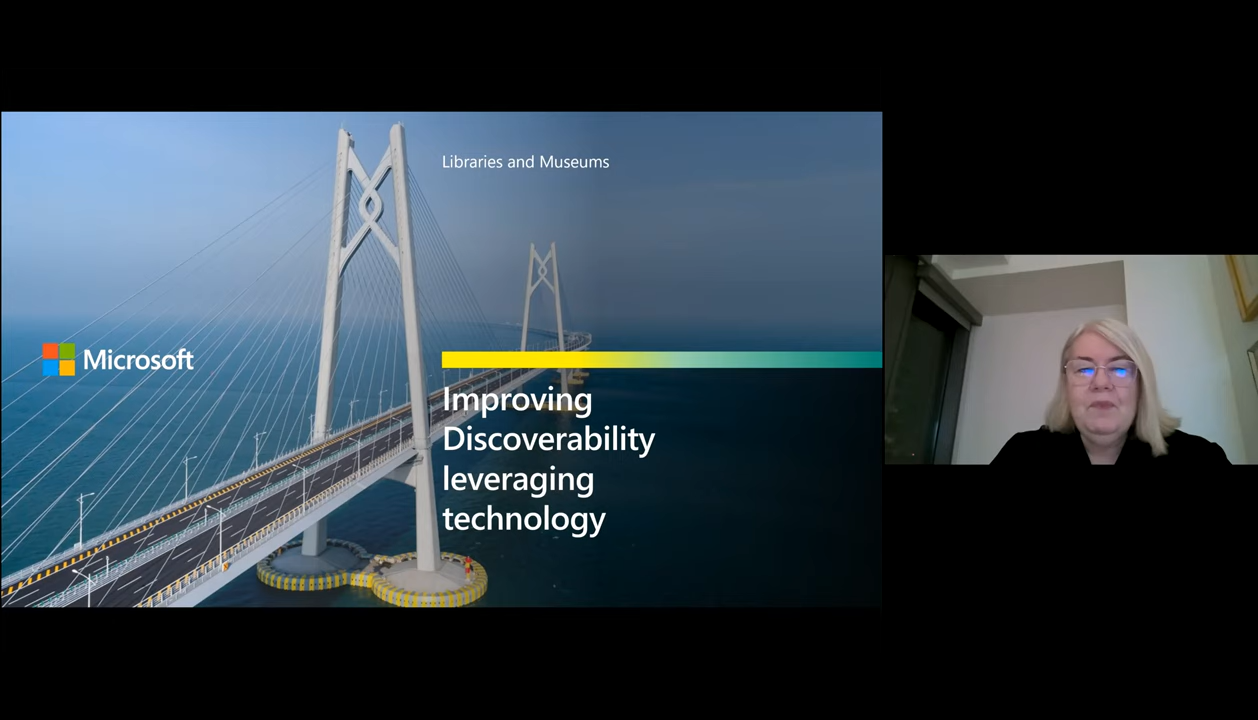 Libraries and Museums
Microsoft
Improving
Discoverability
leveraging
technology